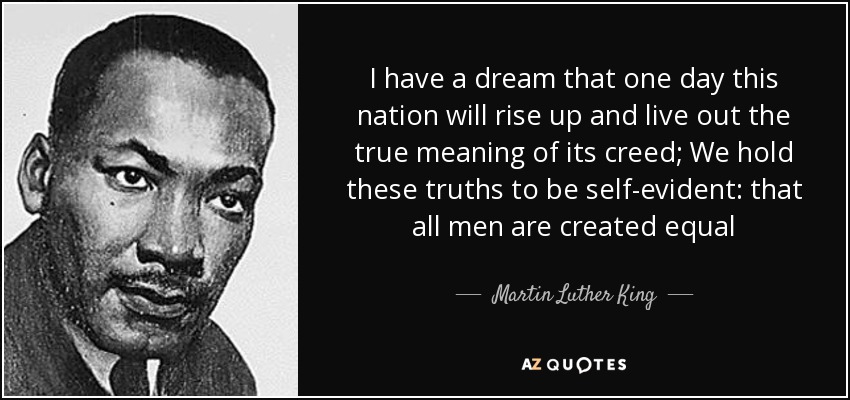 I have a dream that one day this
nation will rise up and live out the
true meaning of its creed; We hold
these truths to be self-evident: that
all men are created equal
Martin Luther King
AZ QUOTES